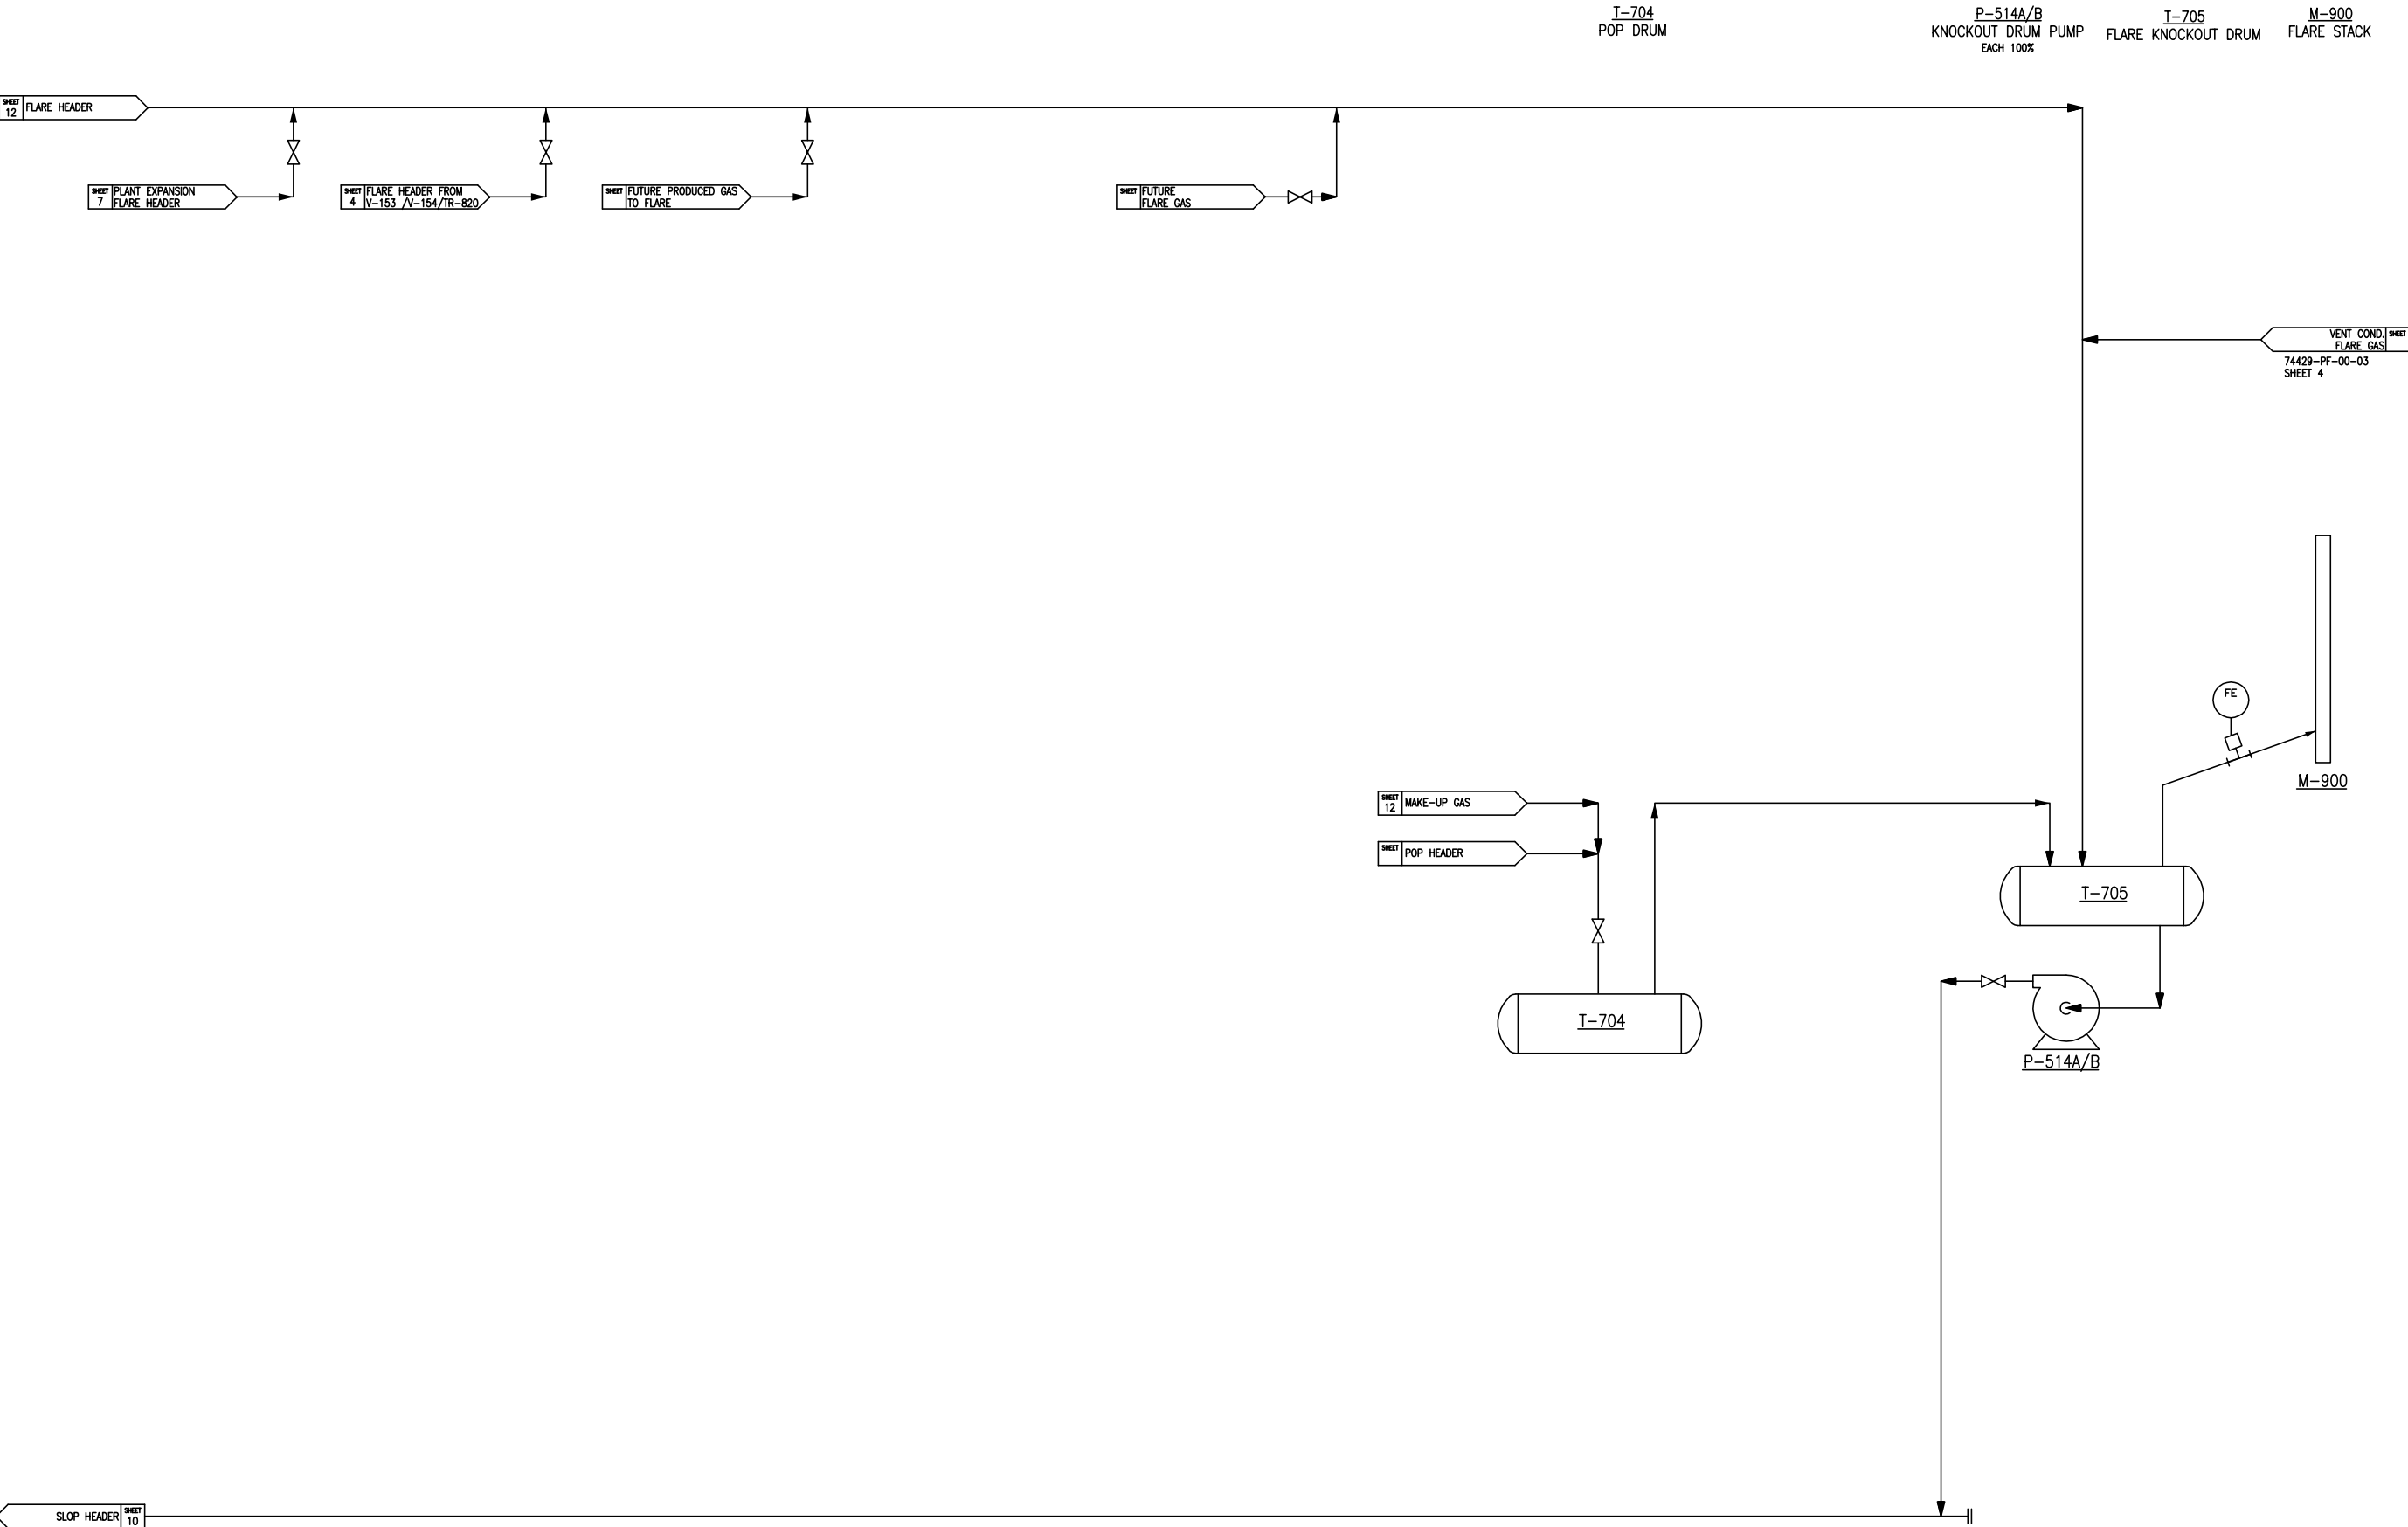 T-704
POP DRUM
P-514A/B
KNOCKOUT DRUM PUMP
EACH 100%
T-705
FLARE KNOCKOUT DRUM
M-900
FLARE STACK
SHEET
12
FLARE HEADER
SHEET
7
PLANT EXPANSION
FLARE HEADER
SHEET
4
FLARE HEADER FROM
V-153 /V-154/TR-820
SHEET
FUTURE PRODUCED GAS
TO FLARE
SHEET
FUTURE
FLARE GAS
VENT COND.
FLARE GAS
SHEET
74429-PF-00-03
SHEET 4
FE
M-900
SHEET
12
MAKE-UP GAS
SHEET
POP HEADER
T-705
T-704
P-514A/B
SLOP HEADER
SHEET
10